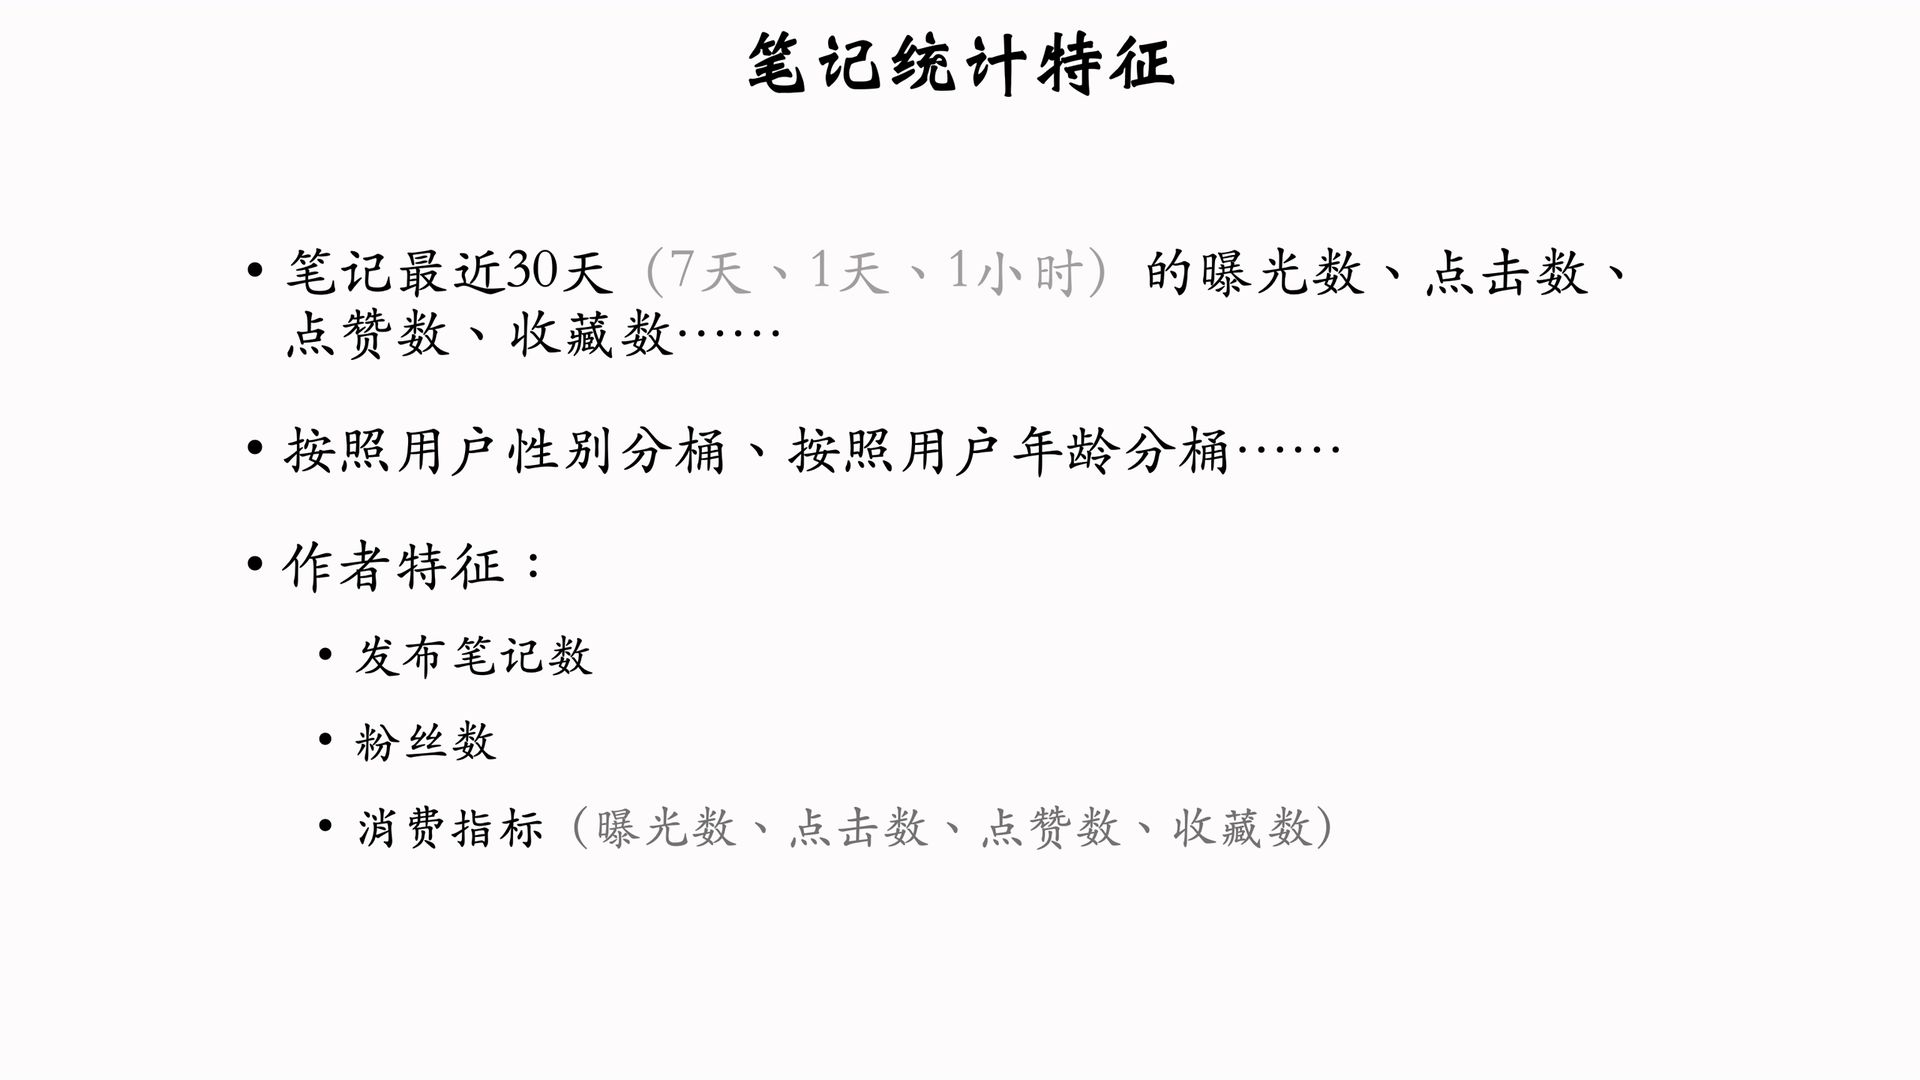 笔记统计特征
• 笔记最近30天（7天、1天、1小时）的曝光数、点击数、
点赞数、收藏数……
• 按照用户性别分桶、按照用户年龄分桶……
• 作者特征：
• 发布笔记数
• 粉丝数
• 消费指标（曝光数、点击数、点赞数、收藏数）